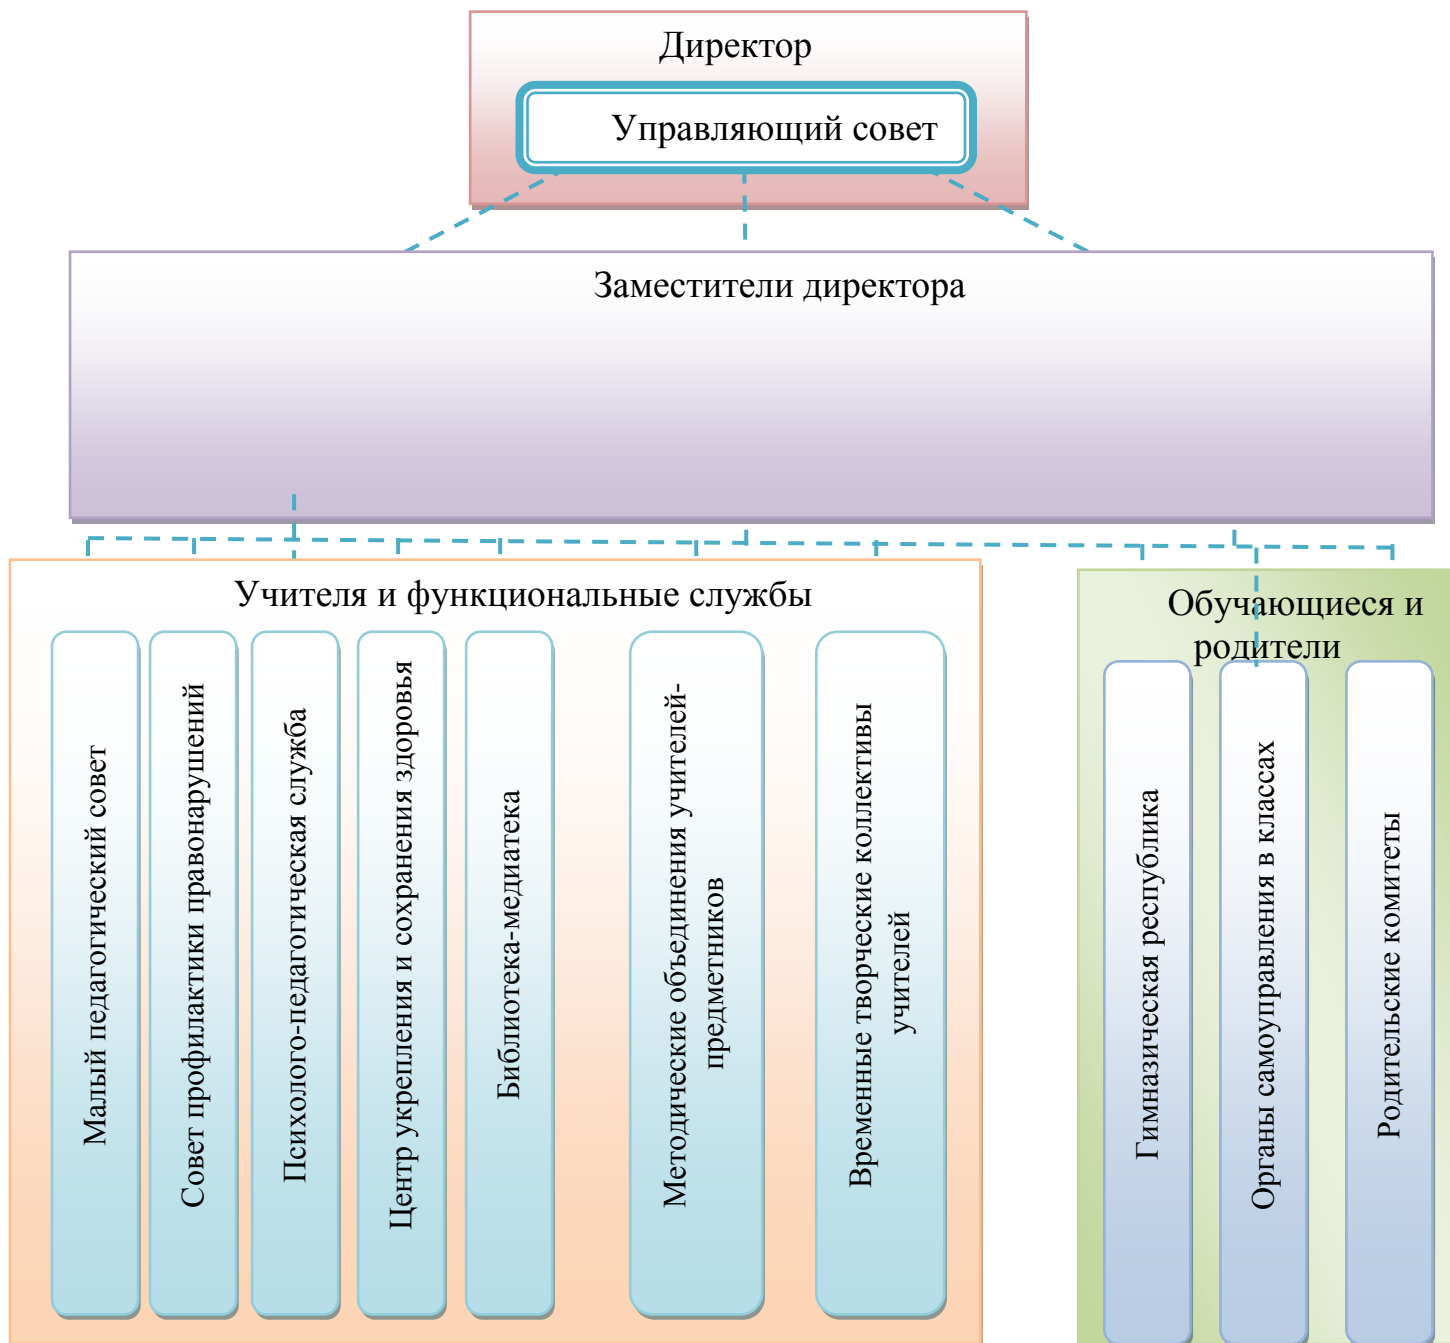 Директор
Управляющий совет
Заместители директора
Учителя и функциональные службы
Малый педагогический совет
Совет профилактики правонарушений
Психолого-педагогическая служба
Центр укрепления и сохранения здоровья
Библиотека-медиатека
Методические объединения учителей-
предметников
Временные творческие коллективы
учителей
Обучающиеся и
родители
Гимназическая республика
Органы самоуправления в классах
Родительские комитеты